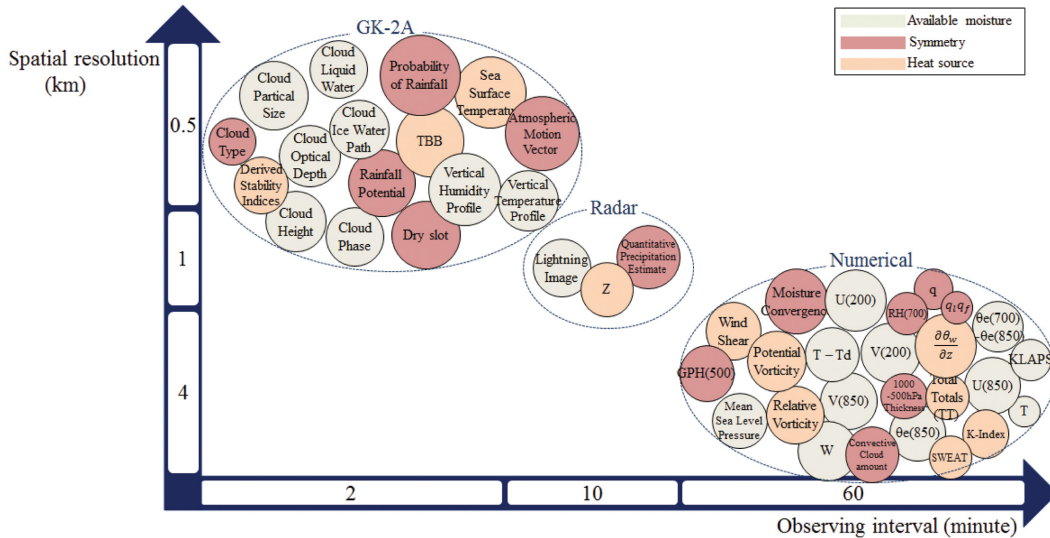 Spatial resolution
(km)
0.5
1
4
GK-2A
Cloud
Partical
Size
Cloud
Liquid
Water
Probability
of Rainfall
Sea
Surface
Temperatu
Atmospheric
Motion
Vector
Cloud
Type
Cloud
Optical
Depth
Cloud
Ice Water
Path
TBB
Derived
Stability
Indices
Rainfall
Potential
Vertical
Humidity
Profile
Vertical
Temperature
Profile
Cloud
Height
Cloud
Phase
Dry slot
Radar
Lightning
Image
Z
Quantitative
Precipitation
Estimate
Numerical
Moisture
Convergenc
U(200)
q
RH(700)
qᵢ q_f
θe(700)
-θe(850)
Wind
Shear
Potential
Vorticity
T – Td
V(200)
∂θ_w
∂z
KLAPS
GPH(500)
1000
-500hPa
Thickness
Total
Totals
(TT)
U(850)
Mean
Sea Level
Pressure
Relative
Vorticity
V(850)
T
θe(850)
K-Index
W
Convective
Cloud
amount
SWEAT
Available moisture
Symmetry
Heat source
2
10
60
Observing interval (minute)